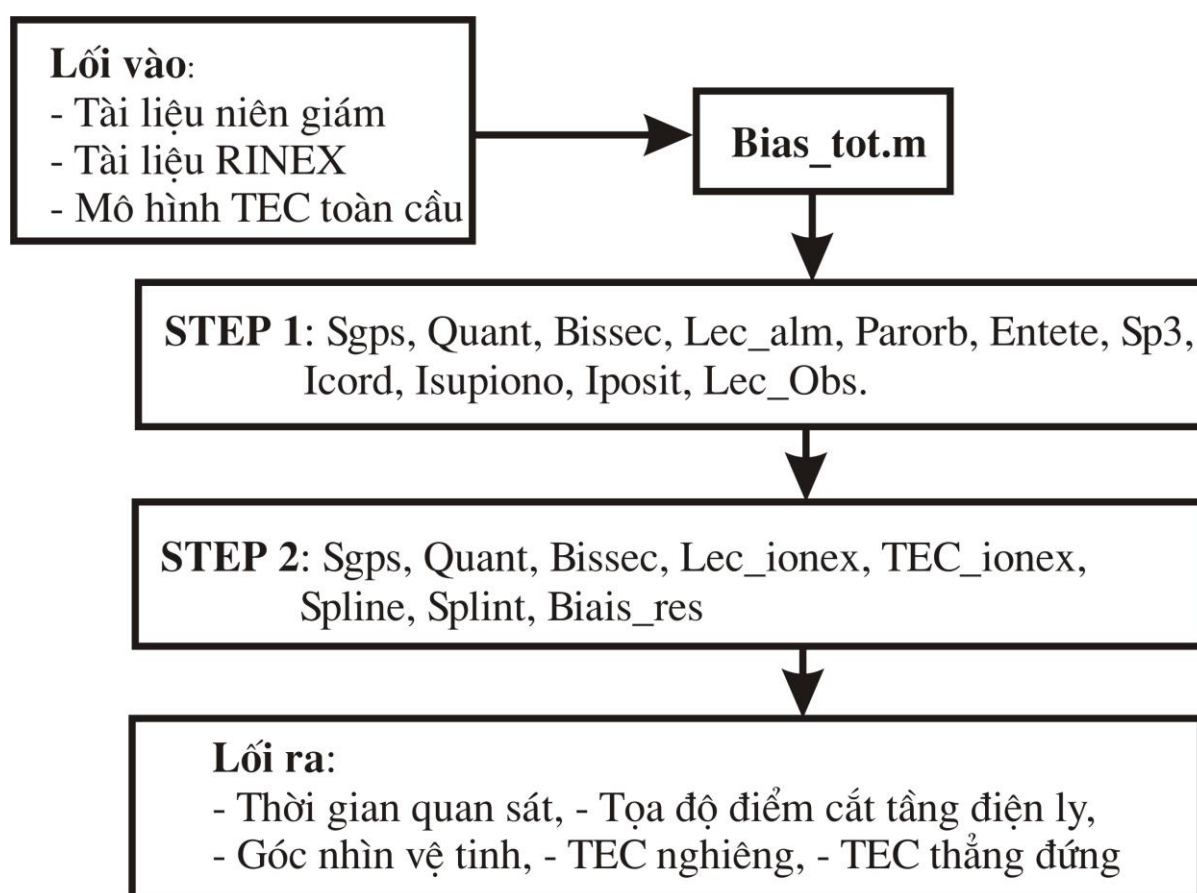 Lối vào:
- Tài liệu niên giám
- Tài liệu RINEX
- Mô hình TEC toàn cầu
Bias_tot.m
STEP 1: Sgps, Quant, Bissec, Lec_alm, Parorb, Entete, Sp3,
Icord, Isupiono, Iposit, Lec_Obs.
STEP 2: Sgps, Quant, Bissec, Lec_ionex, TEC_ionex,
Spline, Splint, Biais_res
Lối ra:
- Thời gian quan sát, - Tọa độ điểm cắt tầng điện ly,
- Góc nhìn vệ tinh, - TEC nghiêng, - TEC thẳng đứng